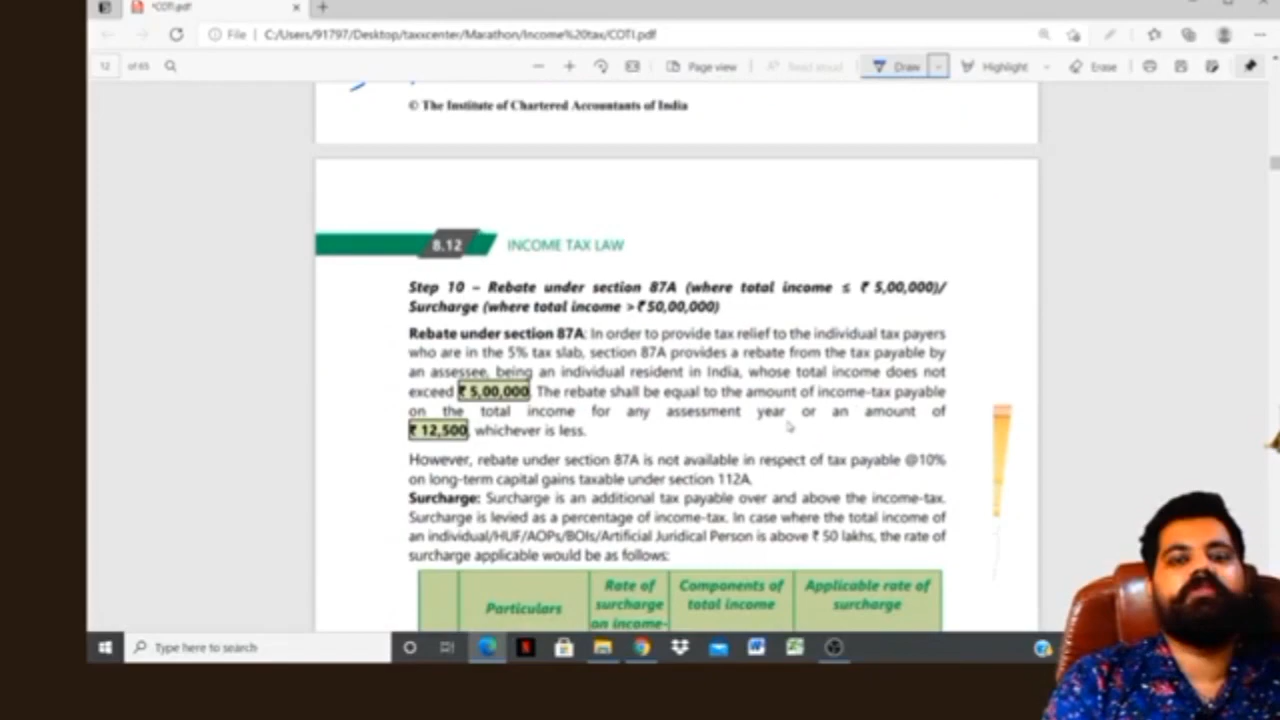 *COTI.pdf
File | C:/Users/91797/Desktop/taxxcenter/Marathon/Income%20tax/COTI.pdf
12 of 65 Page view Read aloud Draw Highlight Erase
© The Institute of Chartered Accountants of India
8.12 INCOME TAX LAW
Step 10 – Rebate under section 87A (where total income ≤ ₹ 5,00,000)/
Surcharge (where total income > ₹ 50,00,000)
Rebate under section 87A: In order to provide tax relief to the individual tax payers
who are in the 5% tax slab, section 87A provides a rebate from the tax payable by
an assessee, being an individual resident in India, whose total income does not
exceed ₹ 5,00,000. The rebate shall be equal to the amount of income-tax payable
on the total income for any assessment year or an amount of
₹ 12,500, whichever is less.
However, rebate under section 87A is not available in respect of tax payable @10%
on long-term capital gains taxable under section 112A.
Surcharge: Surcharge is an additional tax payable over and above the income-tax.
Surcharge is levied as a percentage of income-tax. In case where the total income of
an individual/HUF/AOPs/BOIs/Artificial Juridical Person is above ₹ 50 lakhs, the rate of
surcharge applicable would be as follows:
Particulars
Rate of
surcharge
on income-
Components of
total income
Applicable rate of
surcharge
Type here to search